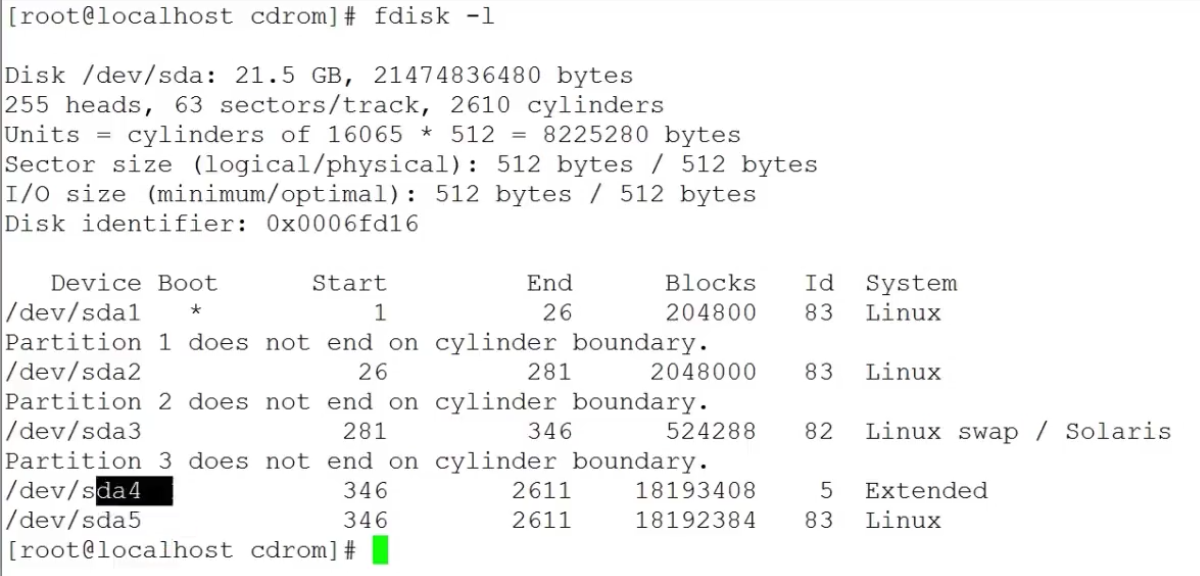 [root@localhost cdrom]# fdisk -l
Disk /dev/sda: 21.5 GB, 21474836480 bytes
255 heads, 63 sectors/track, 2610 cylinders
Units = cylinders of 16065 * 512 = 8225280 bytes
Sector size (logical/physical): 512 bytes / 512 bytes
I/O size (minimum/optimal): 512 bytes / 512 bytes
Disk identifier: 0x0006fd16
   Device Boot      Start         End      Blocks   Id  System
/dev/sda1   *           1          26      204800   83  Linux
Partition 1 does not end on cylinder boundary.
/dev/sda2              26         281     2048000   83  Linux
Partition 2 does not end on cylinder boundary.
/dev/sda3             281         346      524288   82  Linux swap / Solaris
Partition 3 does not end on cylinder boundary.
/dev/sda4             346        2611    18193408    5  Extended
/dev/sda5             346        2611    18192384   83  Linux
[root@localhost cdrom]#